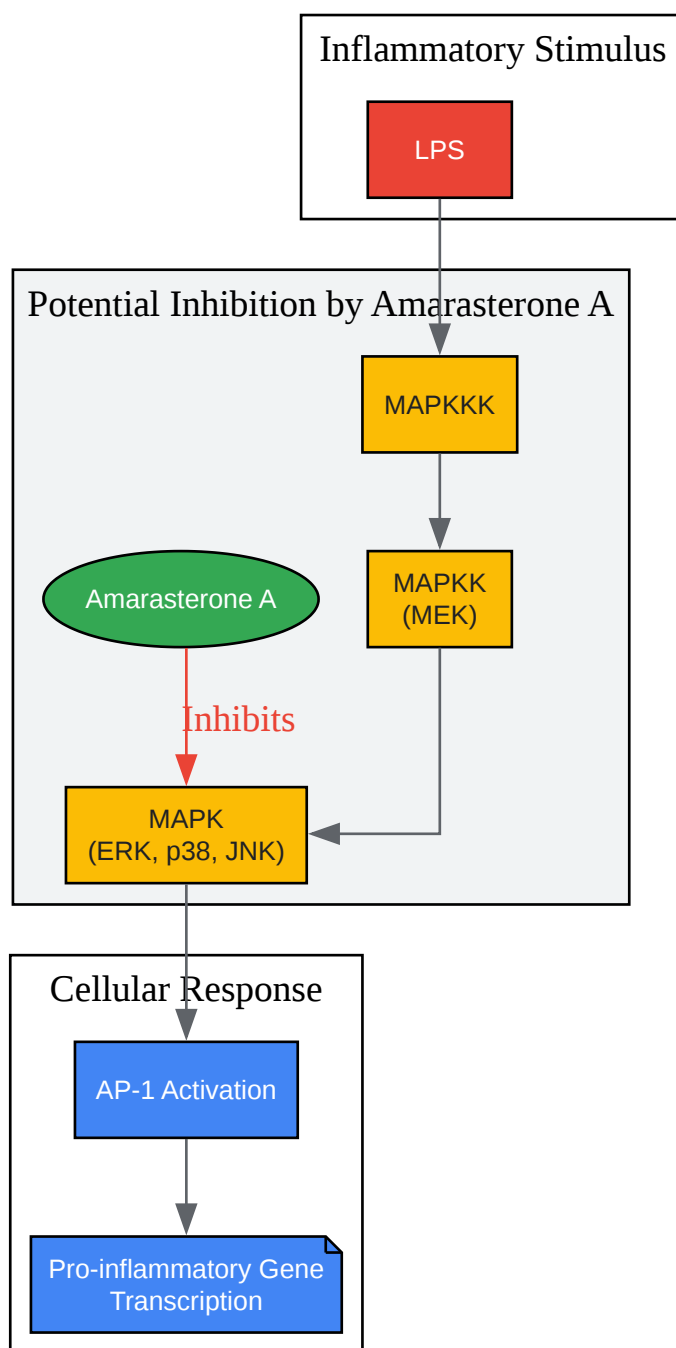 Inflammatory Stimulus
LPS
Potential Inhibition by Amarasterone A
MAPKKK
Amarasterone A
MAPKK
(MEK)
Inhibits
MAPK
(ERK, p38, JNK)
Cellular Response
AP-1 Activation
Pro-inflammatory Gene
Transcription